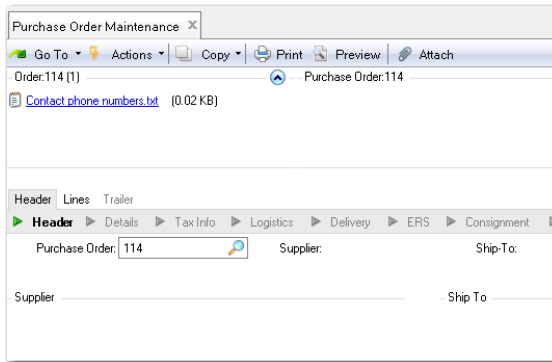 Purchase Order Maintenance
Go To Actions Copy Print Preview Attach
Order:114 (1) Purchase Order:114
Contact phone numbers.txt (0.02 KB)
Header Lines Trailer
Header Details Tax Info Logistics Delivery ERS Consignment
Purchase Order: 114 Supplier: Ship-To:
Supplier Ship To